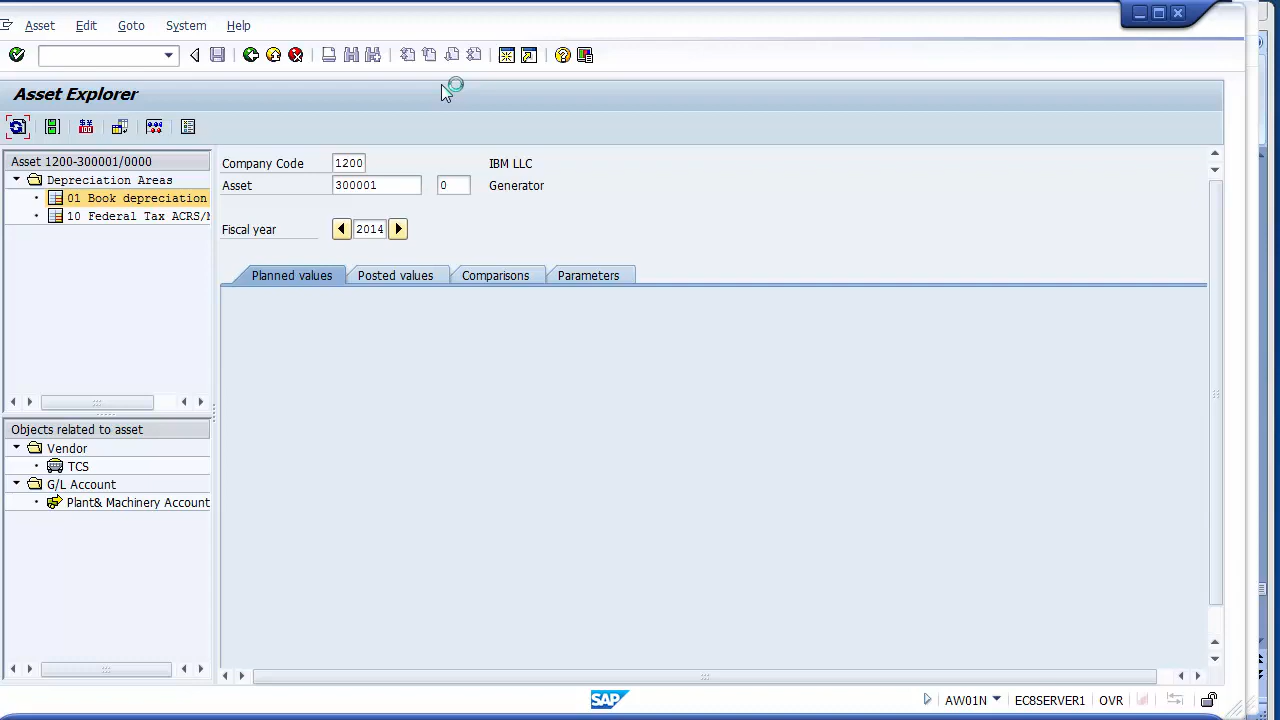 Asset Edit Goto System Help
Asset Explorer
Asset 1200-300001/0000
Depreciation Areas
01 Book depreciation
10 Federal Tax ACRS/
Company Code 1200 IBM LLC
Asset 300001 0 Generator
Fiscal year 2014
Planned values Posted values Comparisons Parameters
Objects related to asset
Vendor
TCS
G/L Account
Plant& Machinery Account
SAP AW01N EC8SERVER1 OVR